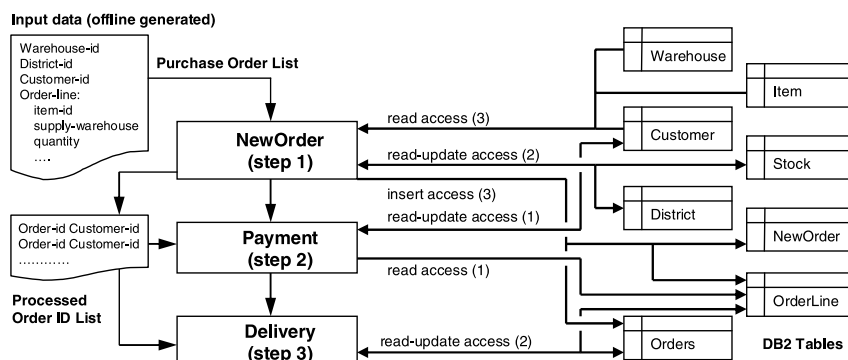 Input data (offline generated)
Warehouse-id
District-id
Customer-id
Order-line:
item-id
supply-warehouse
quantity
....
Purchase Order List
NewOrder
(step 1)
Order-id Customer-id
Order-id Customer-id
............
Processed
Order ID List
Payment
(step 2)
Delivery
(step 3)
read access (3)
read-update access (2)
insert access (3)
read-update access (1)
read access (1)
read-update access (2)
Warehouse
Item
Customer
Stock
District
NewOrder
OrderLine
Orders
DB2 Tables